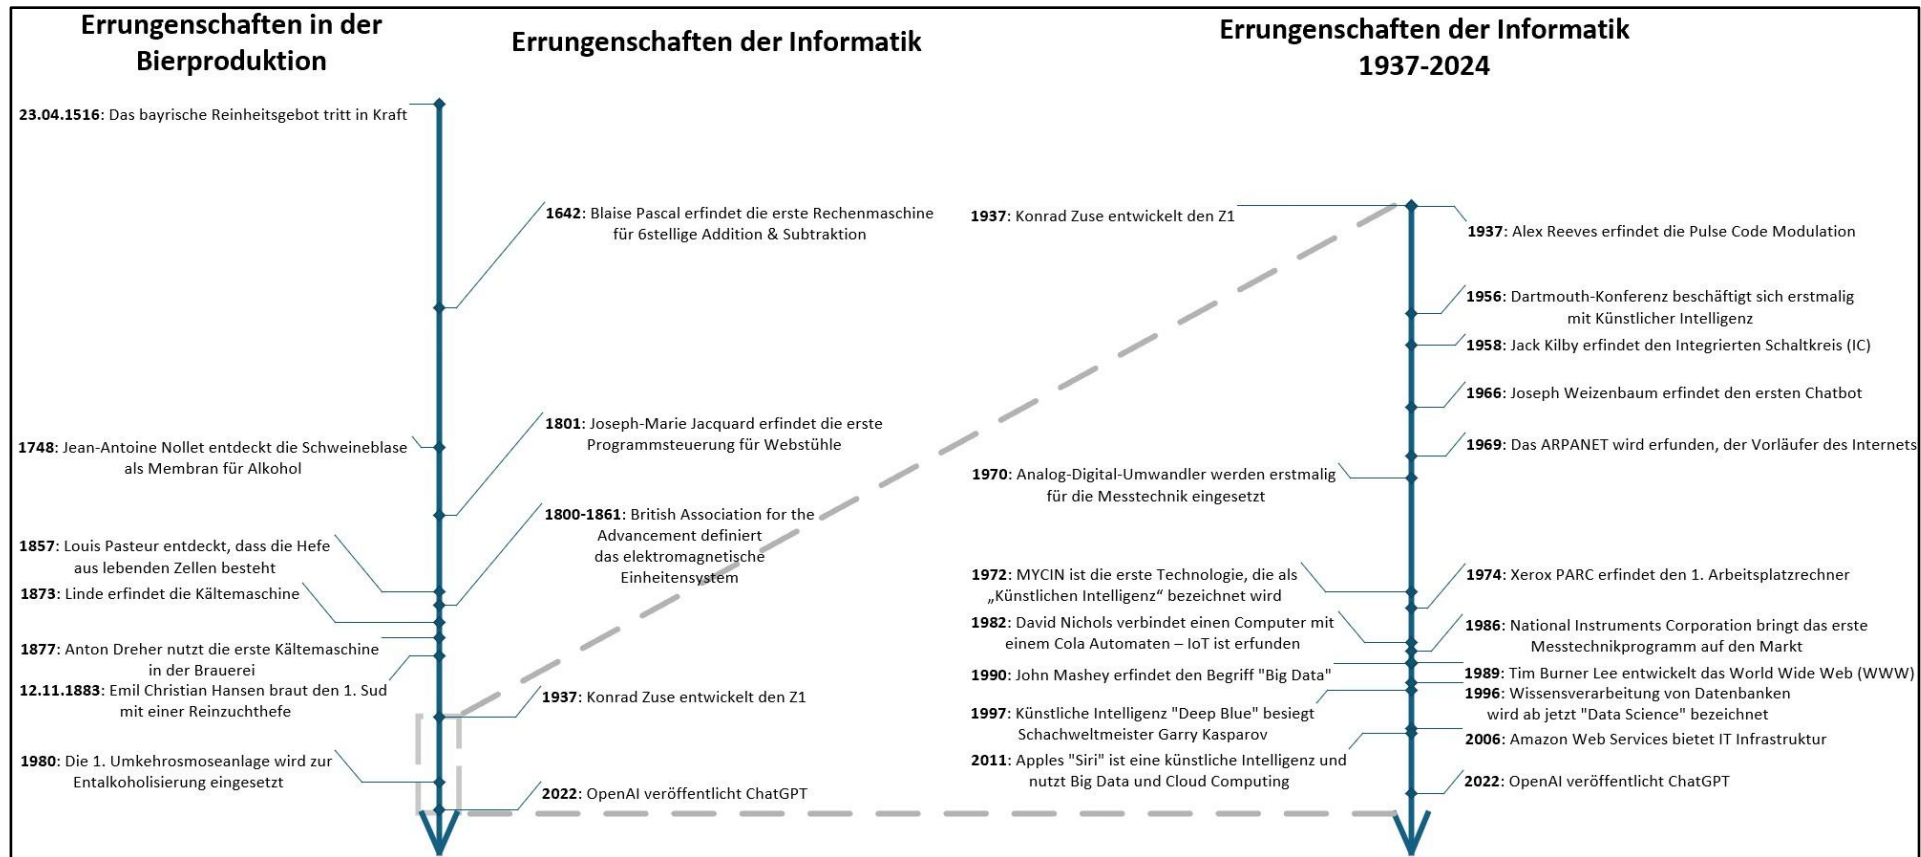 Errungenschaften in der
Bierproduktion
23.04.1516: Das bayrische Reinheitsgebot tritt in Kraft
1748: Jean-Antoine Nollet entdeckt die Schweineblase
als Membran für Alkohol
1857: Louis Pasteur entdeckt, dass die Hefe
aus lebenden Zellen besteht
1873: Linde erfindet die Kältemaschine
1877: Anton Dreher nutzt die erste Kältemaschine
in der Brauerei
12.11.1883: Emil Christian Hansen braut den 1. Sud
mit einer Reinzuchthefe
1980: Die 1. Umkehrosmoseanlage wird zur
Entalkoholisierung eingesetzt
Errungenschaften der Informatik
1642: Blaise Pascal erfindet die erste Rechenmaschine
für 6stellige Addition & Subtraktion
1801: Joseph-Marie Jacquard erfindet die erste
Programmsteuerung für Webstühle
1800-1861: British Association for the
Advancement definiert
das elektromagnetische
Einheitensystem
1937: Konrad Zuse entwickelt den Z1
2022: OpenAI veröffentlicht ChatGPT
Errungenschaften der Informatik
1937-2024
1937: Konrad Zuse entwickelt den Z1
1970: Analog-Digital-Umwandler werden erstmalig
für die Messtechnik eingesetzt
1972: MYCIN ist die erste Technologie, die als
„Künstlichen Intelligenz“ bezeichnet wird
1982: David Nichols verbindet einen Computer mit
einem Cola Automaten – IoT ist erfunden
1990: John Mashey erfindet den Begriff "Big Data"
1997: Künstliche Intelligenz "Deep Blue" besiegt
Schachweltmeister Garry Kasparov
2011: Apples "Siri" ist eine künstliche Intelligenz und
nutzt Big Data und Cloud Computing
1937: Alex Reeves erfindet die Pulse Code Modulation
1956: Dartmouth-Konferenz beschäftigt sich erstmalig
mit Künstlicher Intelligenz
1958: Jack Kilby erfindet den Integrierten Schaltkreis (IC)
1966: Joseph Weizenbaum erfindet den ersten Chatbot
1969: Das ARPANET wird erfunden, der Vorläufer des Internets
1974: Xerox PARC erfindet den 1. Arbeitsplatzrechner
1986: National Instruments Corporation bringt das erste
Messtechnikprogramm auf den Markt
1989: Tim Burner Lee entwickelt das World Wide Web (WWW)
1996: Wissensverarbeitung von Datenbanken
wird ab jetzt "Data Science" bezeichnet
2006: Amazon Web Services bietet IT Infrastruktur
2022: OpenAI veröffentlicht ChatGPT